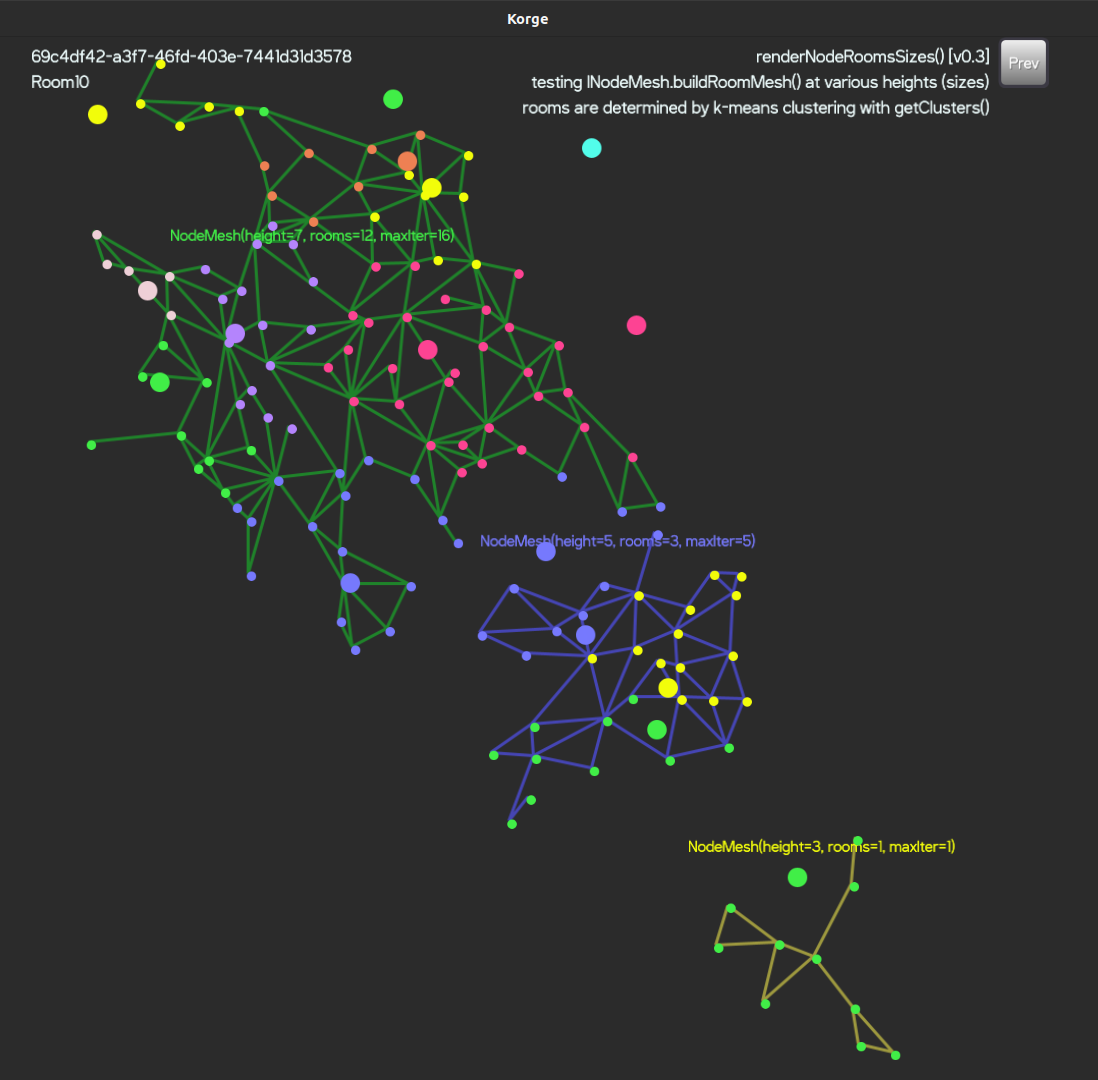 Korge
69c4df42-a3f7-46fd-403e-7441d31d3578
Room10
renderNodeRoomsSizes() [v0.3]
testing INodeMesh.buildRoomMesh() at various heights (sizes)
rooms are determined by k-means clustering with getClusters()
Prev
NodeMesh(height=7, rooms=12, maxIter=16)
NodeMesh(height=5, rooms=3, maxIter=5)
NodeMesh(height=3, rooms=1, maxIter=1)